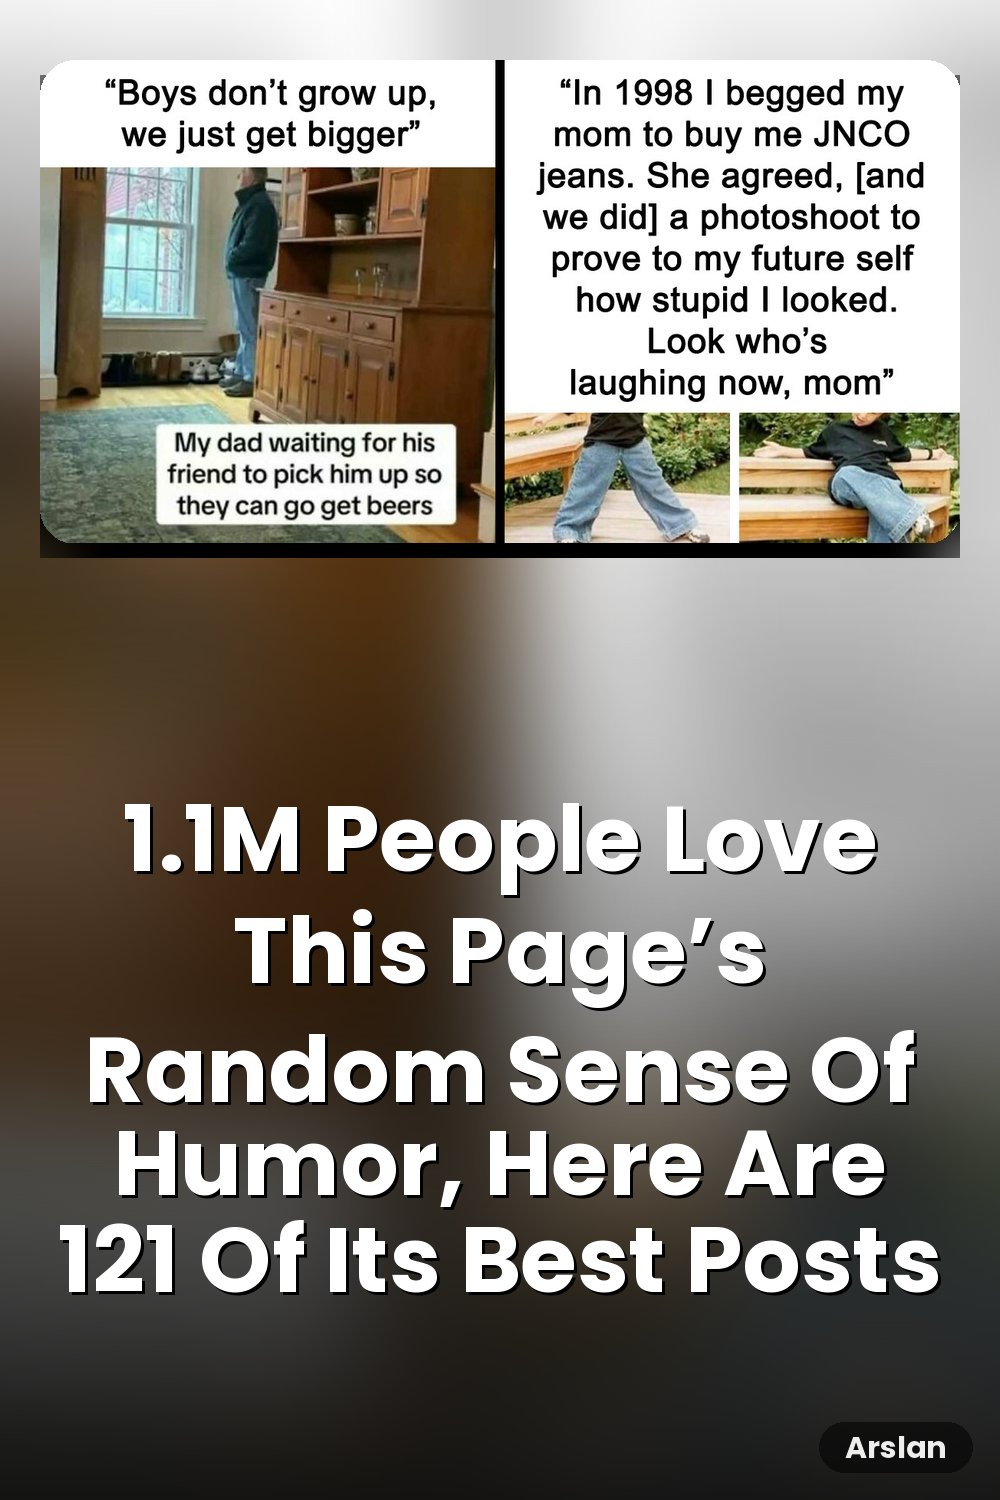 “Boys don’t grow up,
we just get bigger”
My dad waiting for his
friend to pick him up so
they can go get beers
“In 1998 I begged my
mom to buy me JNCO
jeans. She agreed, [and
we did] a photoshoot to
prove to my future self
how stupid I looked.
Look who’s
laughing now, mom”
1.1M People Love
This Page’s
Random Sense Of
Humor, Here Are
121 Of Its Best Posts
Arslan